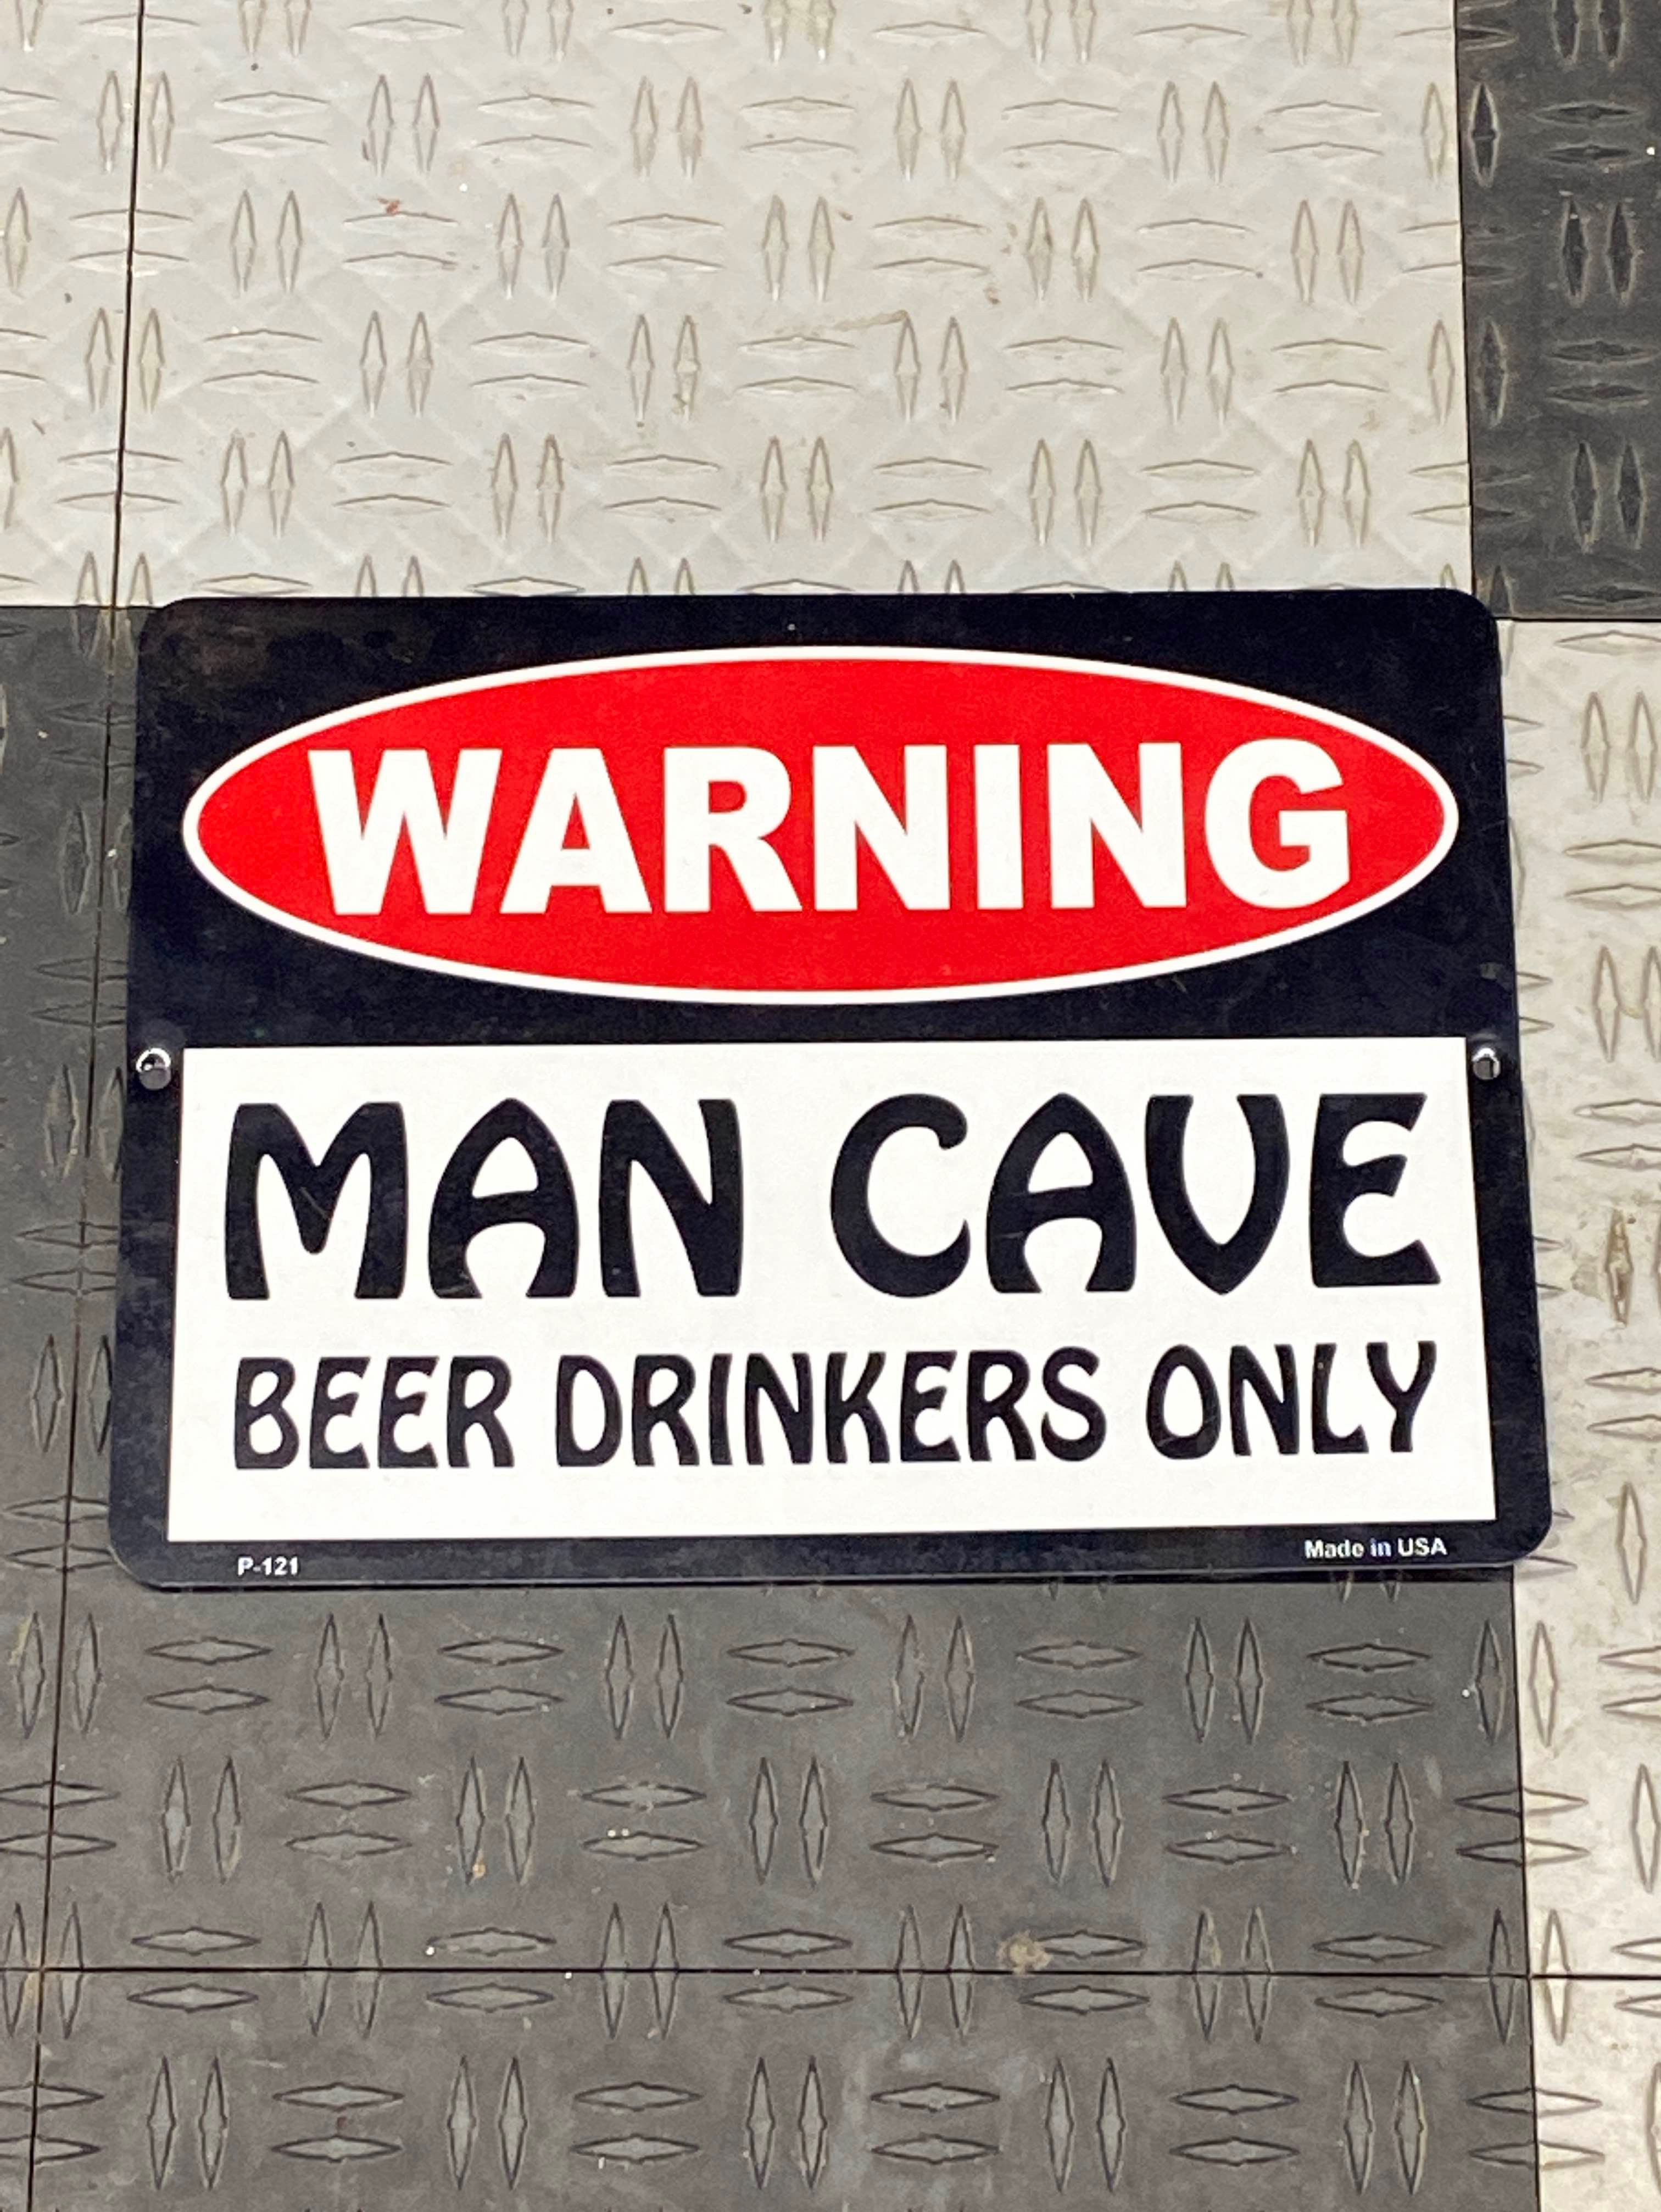 WARNING
MAN CAVE
BEER DRINKERS ONLY
P-121
Made in USA